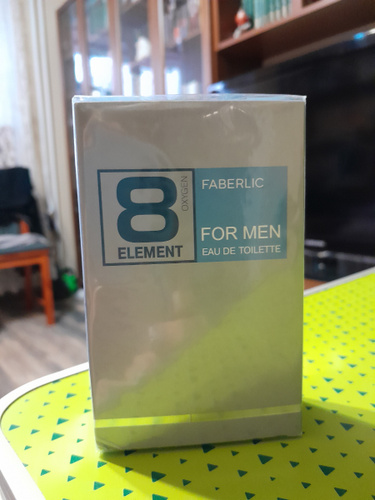 8
OXYGEN
ELEMENT
FABERLIC
FOR MEN
EAU DE TOILETTE